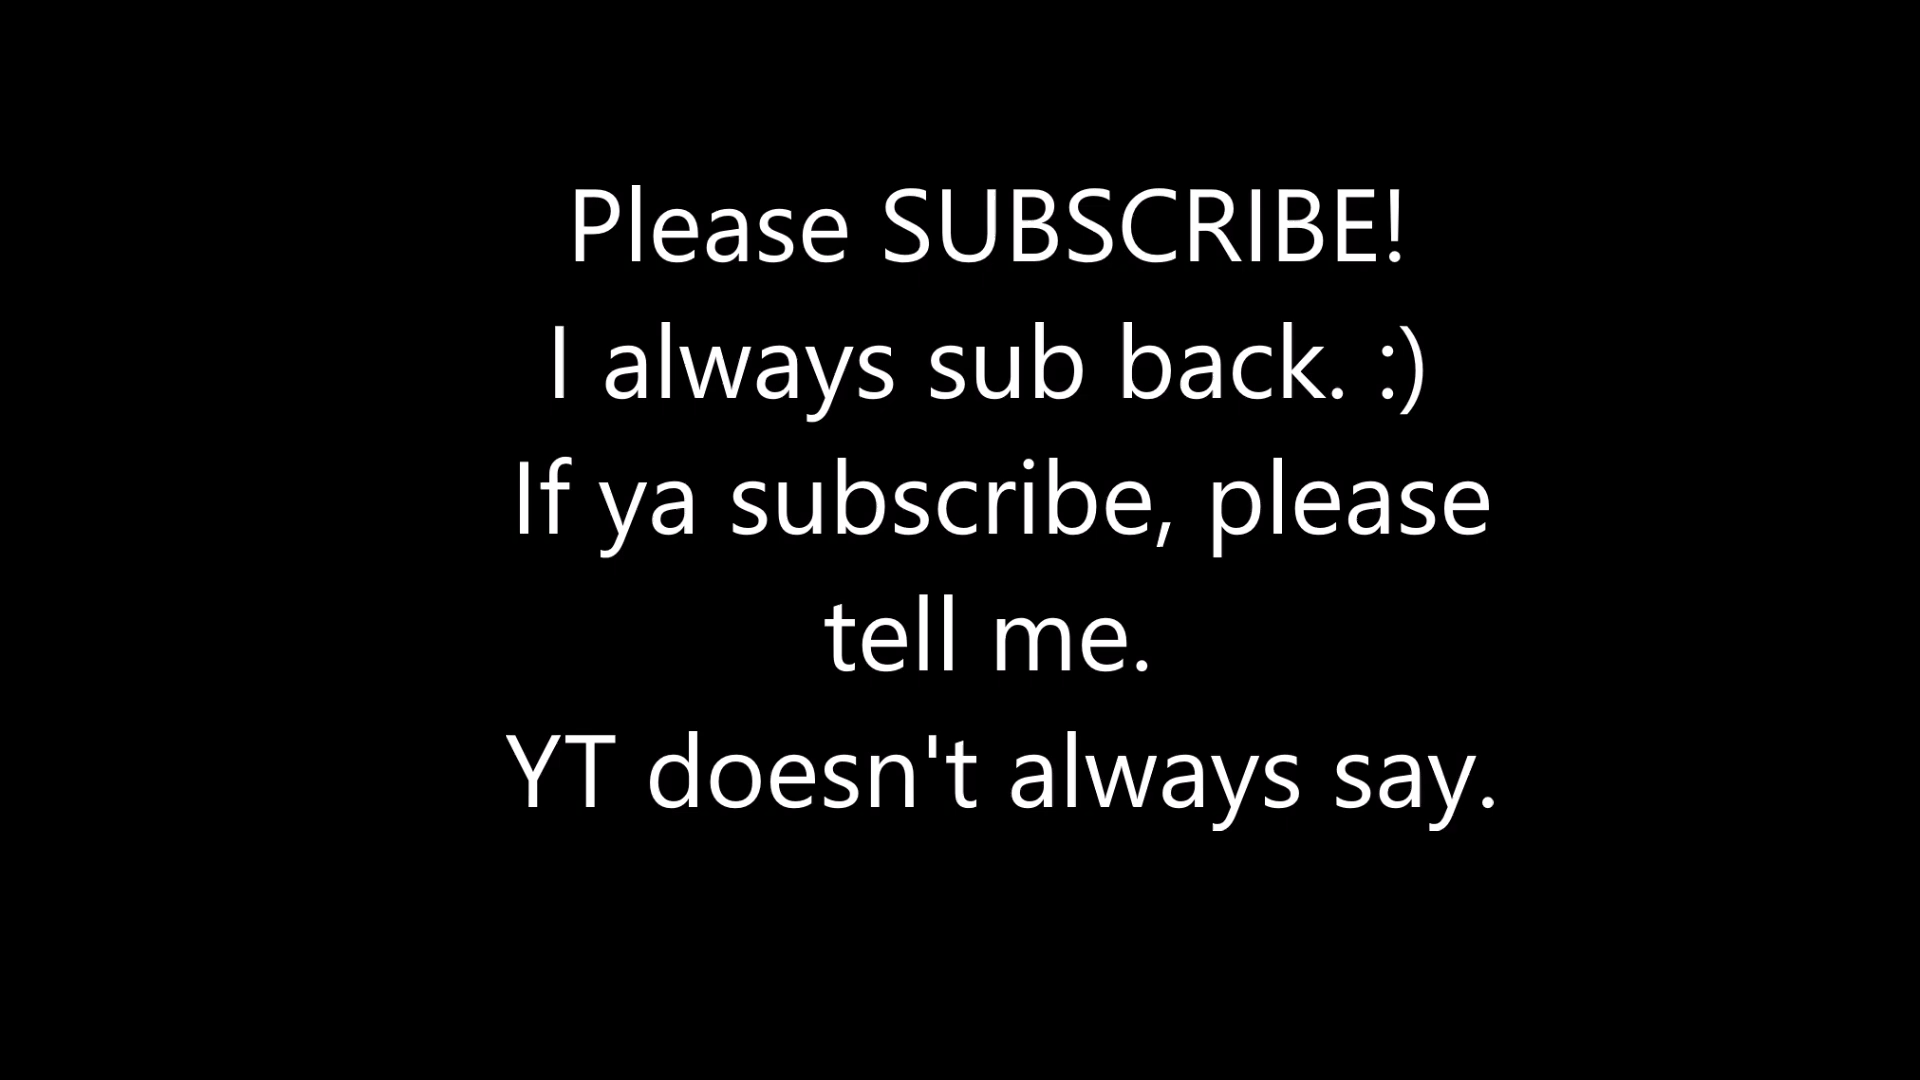 Please SUBSCRIBE!
I always sub back. :)
If ya subscribe, please
tell me.
YT doesn't always say.